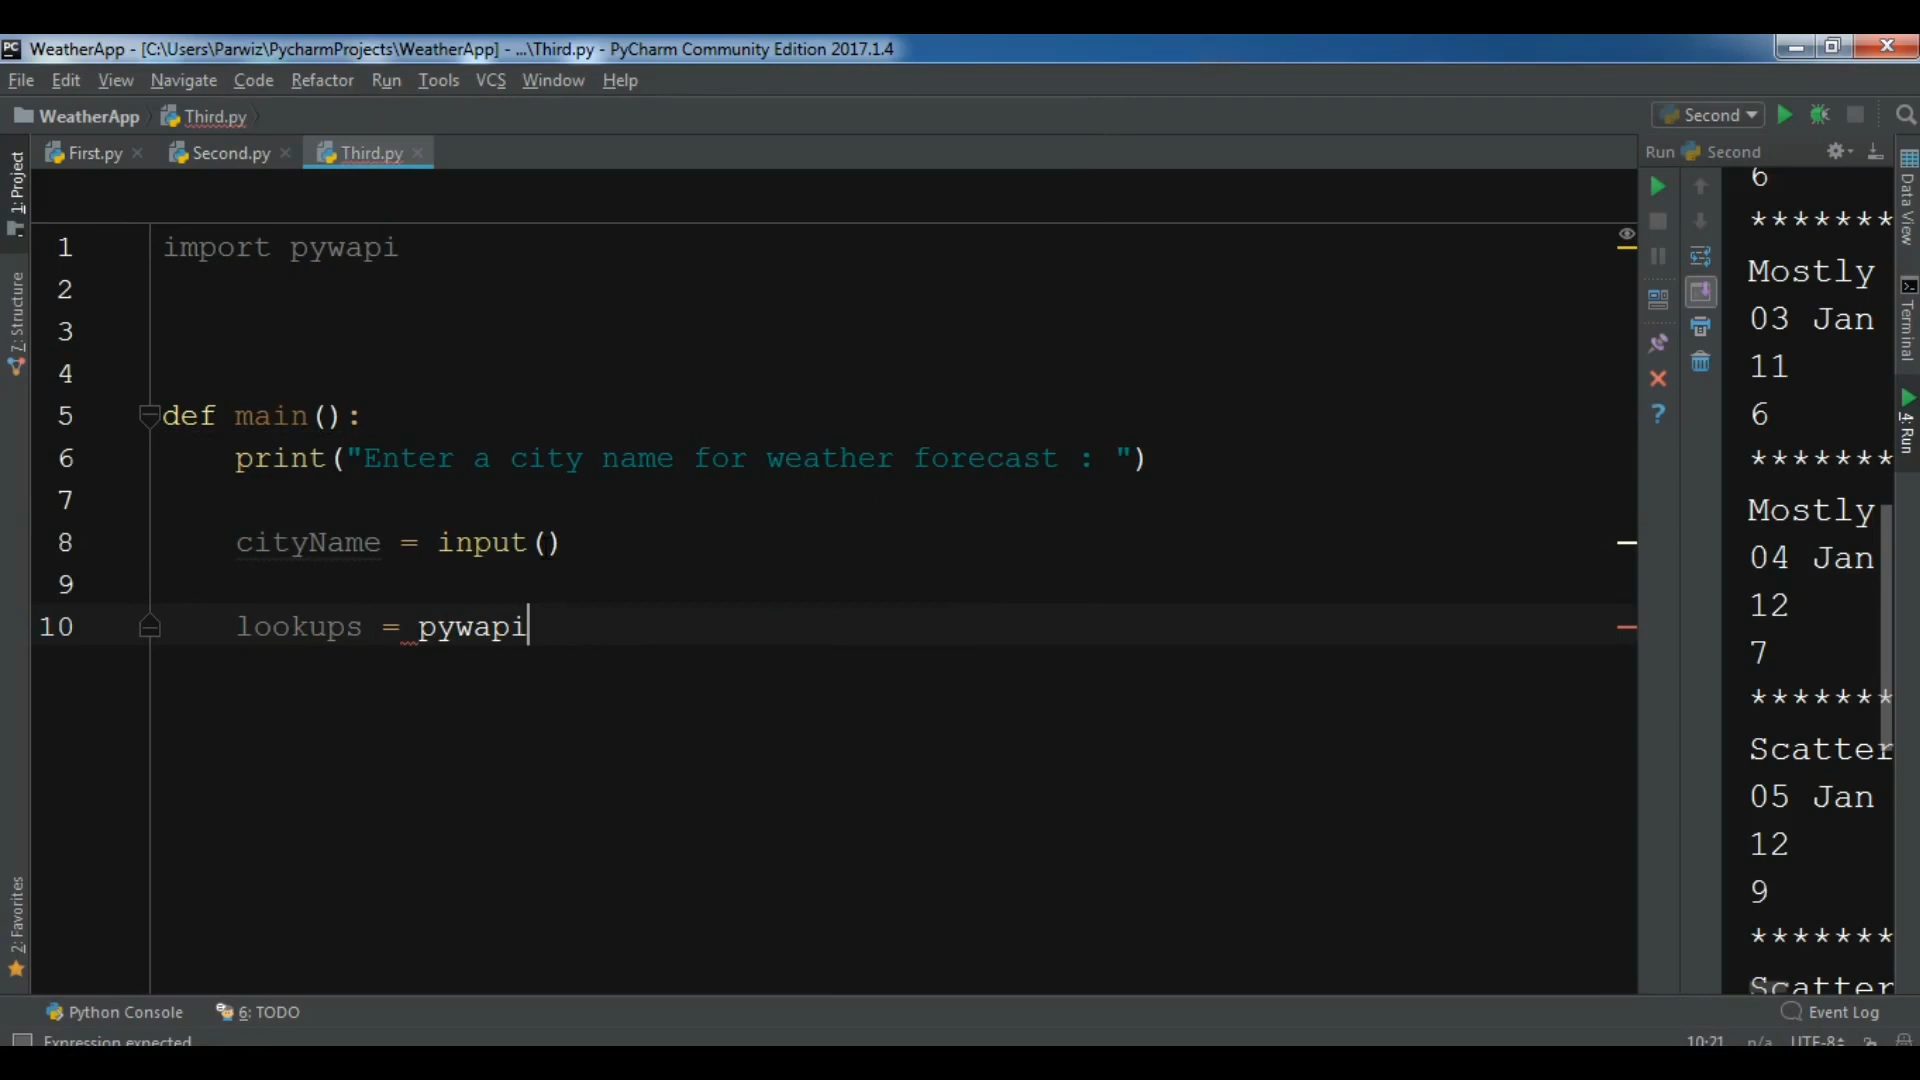 WeatherApp - [C:\Users\Parwiz\PycharmProjects\WeatherApp] - ...\Third.py - PyCharm Community Edition 2017.1.4
File Edit View Navigate Code Refactor Run Tools VCS Window Help
WeatherApp Third.py Second
First.py Second.py Third.py
Run Second
1: Project
7: Structure
2: Favorites
1 import pywapi
2
3
4
5 def main():
6 print("Enter a city name for weather forecast : ")
7
8 cityName = input()
9
10 lookups = pywapi
6
*******
Mostly
03 Jan
11
6
*******
Mostly
04 Jan
12
7
*******
Scatter
05 Jan
12
9
*******
Scatter
Data View
Terminal
4: Run
Python Console 6: TODO Event Log
Expression expected 10:21 n/a UTF-8